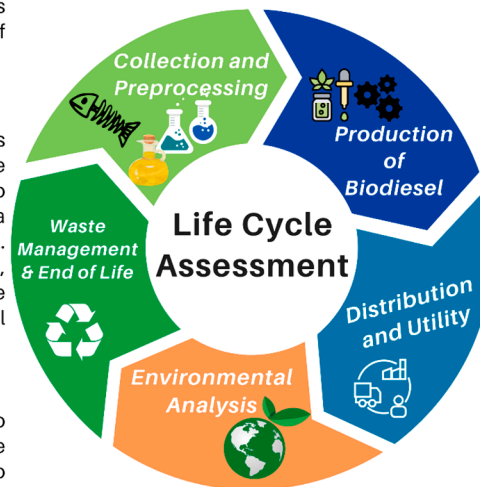 s
f
s
e
o
a
.
,
e
l
o
e
o
Collection and
Preprocessing
Production
of
Biodiesel
Life Cycle
Assessment
Waste
Management
& End of Life
Distribution
and Utility
Environmental
Analysis